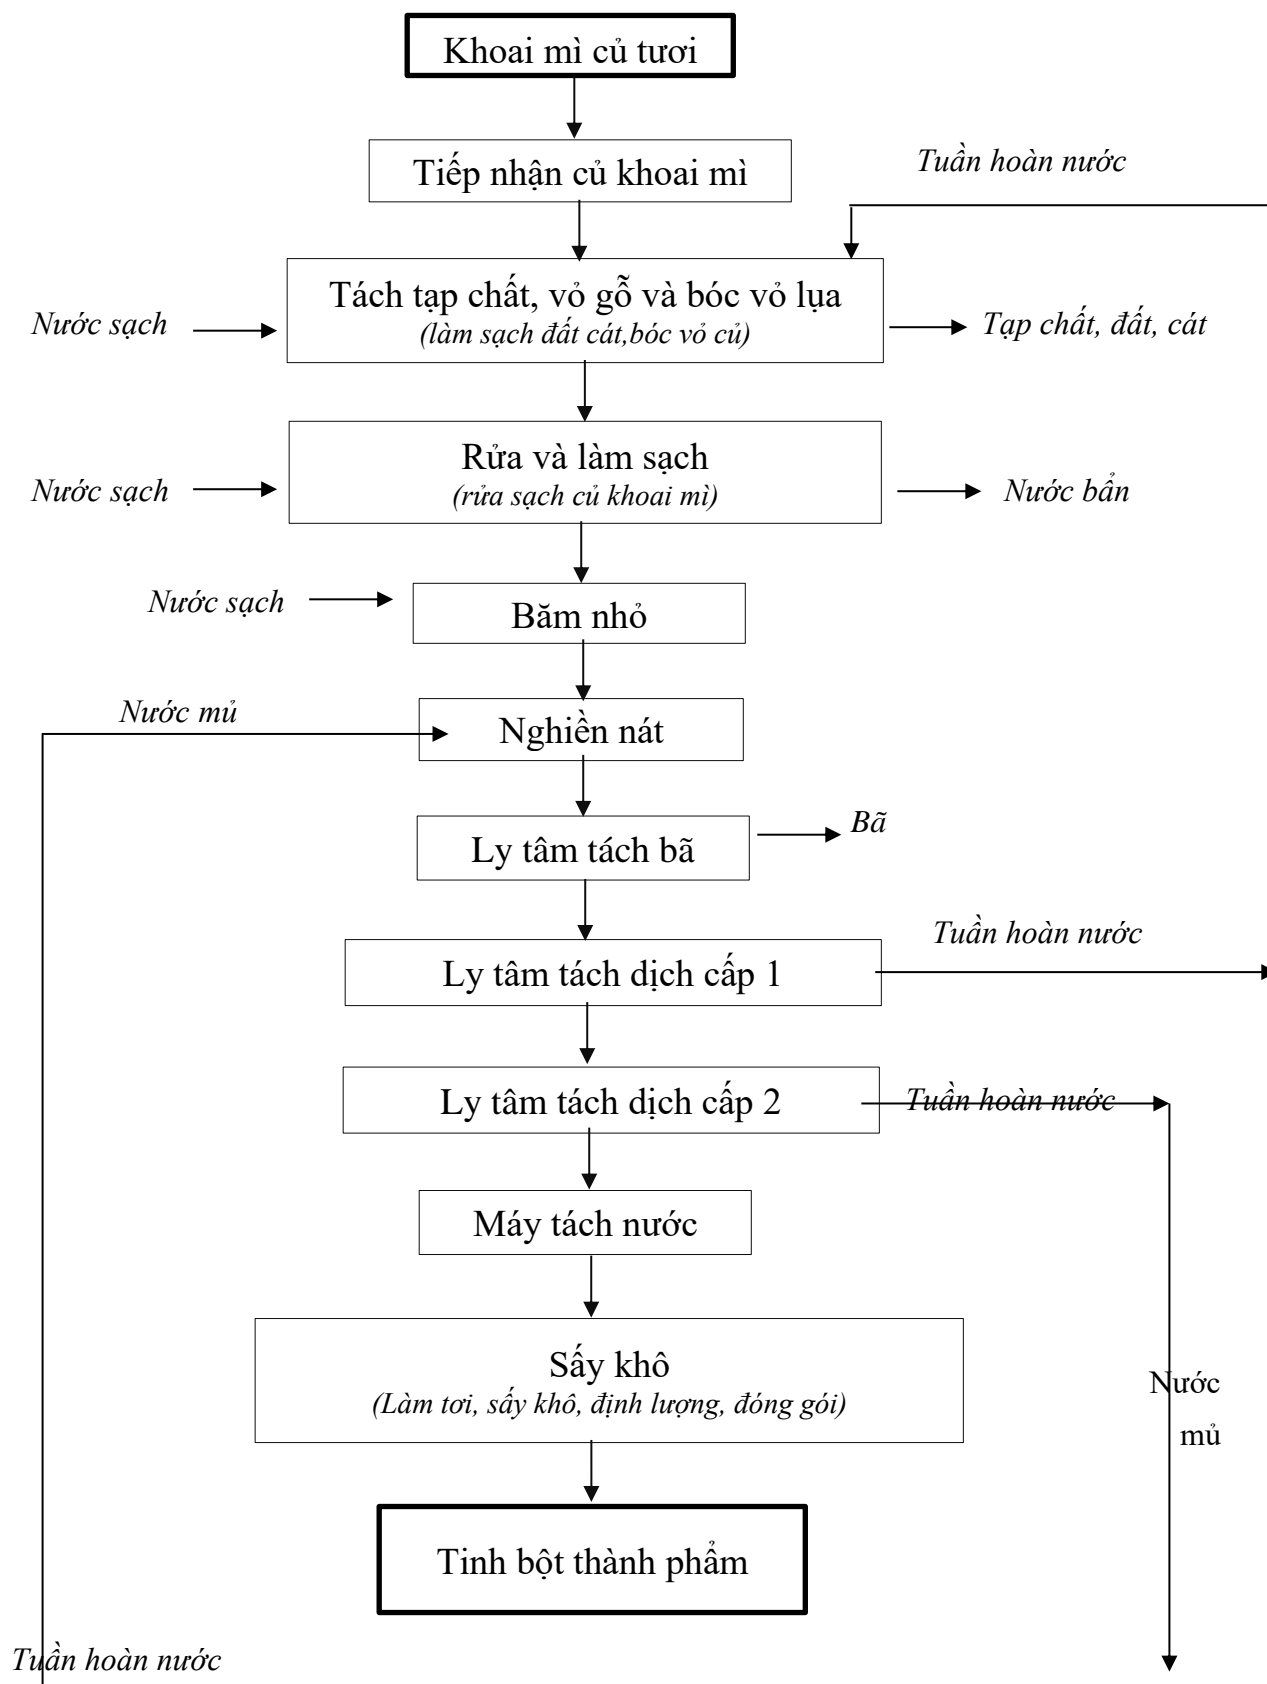 Khoai mì củ tươi
Tiếp nhận củ khoai mì
Tuần hoàn nước
Tách tạp chất, vỏ gỗ và bóc vỏ lụa
(làm sạch đất cát,bóc vỏ củ)
Nước sạch
Tạp chất, đất, cát
Rửa và làm sạch
(rửa sạch củ khoai mì)
Nước sạch
Nước bẩn
Nước sạch
Băm nhỏ
Nước mủ
Nghiền nát
Ly tâm tách bã
Bã
Tuần hoàn nước
Ly tâm tách dịch cấp 1
Ly tâm tách dịch cấp 2
Tuần hoàn nước
Máy tách nước
Sấy khô
(Làm tơi, sấy khô, định lượng, đóng gói)
Nước
mủ
Tinh bột thành phẩm
Tuần hoàn nước